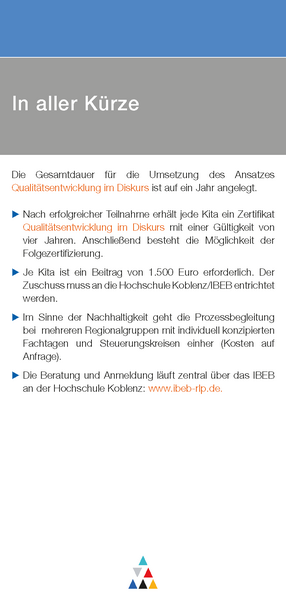 In aller Kürze
Die Gesamtdauer für die Umsetzung des Ansatzes
Qualitätsentwicklung im Diskurs ist auf ein Jahr angelegt.
▶ Nach erfolgreicher Teilnahme erhält jede Kita ein Zertifikat
Qualitätsentwicklung im Diskurs mit einer Gültigkeit von
vier Jahren. Anschließend besteht die Möglichkeit der
Folgezertifizierung.
▶ Je Kita ist ein Beitrag von 1.500 Euro erforderlich. Der
Zuschuss muss an die Hochschule Koblenz/IBEB entrichtet
werden.
▶ Im Sinne der Nachhaltigkeit geht die Prozessbegleitung
bei mehreren Regionalgruppen mit individuell konzipierten
Fachtagen und Steuerungskreisen einher (Kosten auf
Anfrage).
▶ Die Beratung und Anmeldung läuft zentral über das IBEB
an der Hochschule Koblenz: www.ibeb-rlp.de.